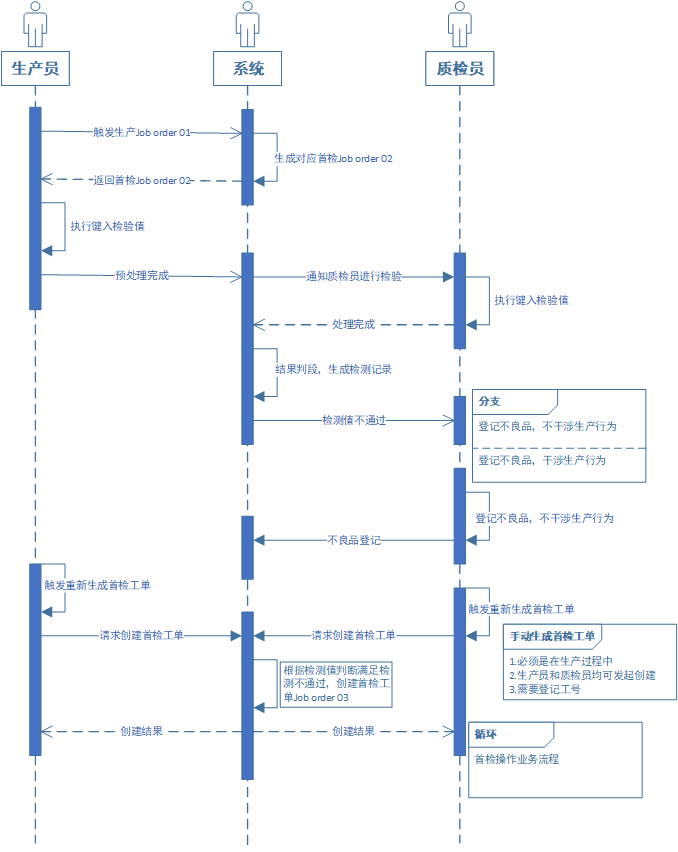 生产员
系统
质检员
触发生产Job order 01
生成对应首检Job order 02
返回首检Job order 02
执行键入检验值
预处理完成
通知质检员进行检验
执行键入检验值
处理完成
结果判段，生成检测记录
检测值不通过
分支
登记不良品，不干涉生产行为
登记不良品，干涉生产行为
登记不良品，不干涉生产行为
不良品登记
触发重新生成首检工单
触发重新生成首检工单
请求创建首检工单
请求创建首检工单
手动生成首检工单
1.必须是在生产过程中
2.生产员和质检员均可发起创建
3.需要登记工号
根据检测值判断满足检
测不通过，创建首检工
单Job order 03
创建结果
创建结果
循环
首检操作业务流程